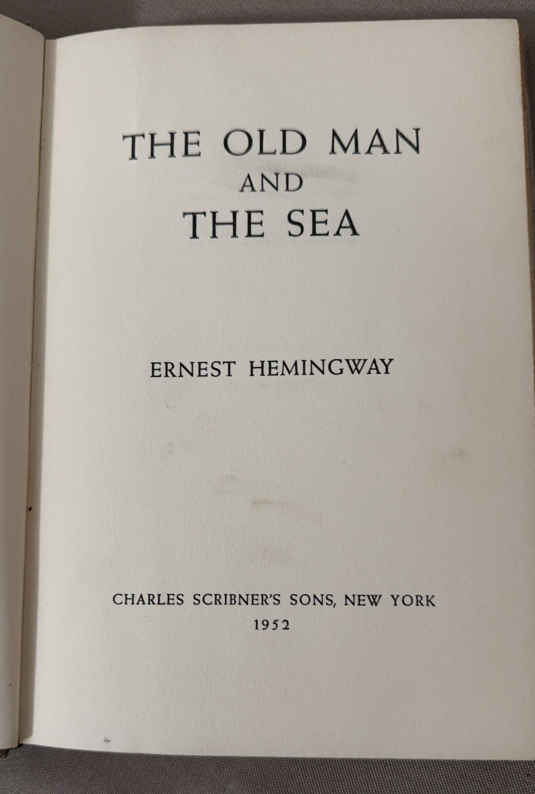 THE OLD MAN
AND
THE SEA
ERNEST HEMINGWAY
CHARLES SCRIBNER'S SONS, NEW YORK
1952